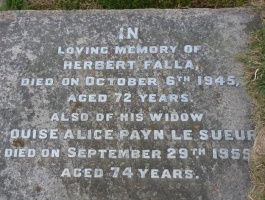 IN
LOVING MEMORY OF
HERBERT FALLA,
DIED ON OCTOBER 6TH 1945,
AGED 72 YEARS.
ALSO OF HIS WIDOW
OUISE ALICE PAYN LE SUEUR
DIED ON SEPTEMBER 29TH 1955
AGED 74 YEARS.